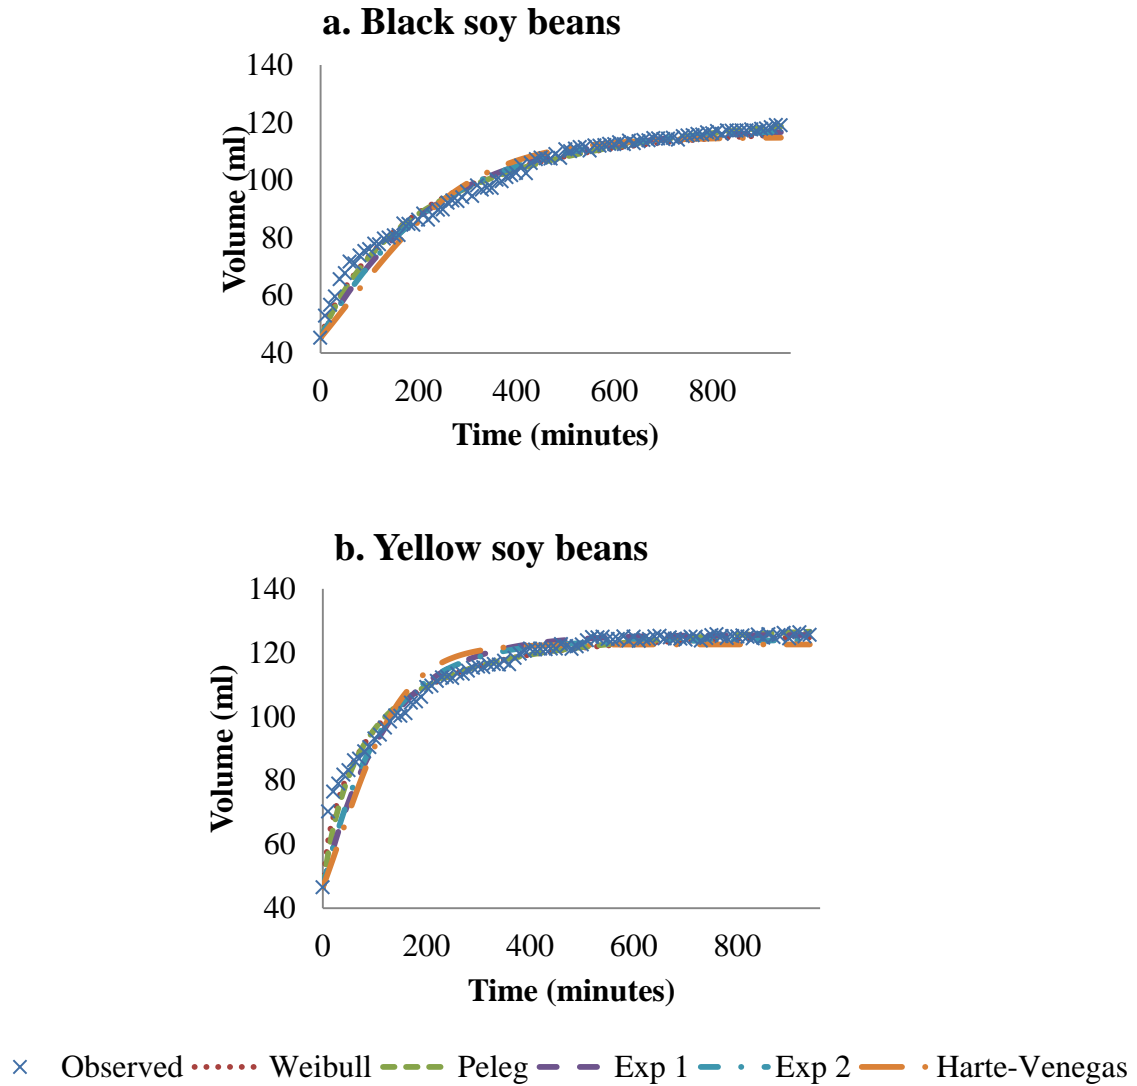 a. Black soy beans
140
120
100
80
60
40
Volume (ml)
0 200 400 600 800
Time (minutes)
b. Yellow soy beans
140
120
100
80
60
40
Volume (ml)
0 200 400 600 800
Time (minutes)
Observed Weibull Peleg Exp 1 Exp 2 Harte-Venegas